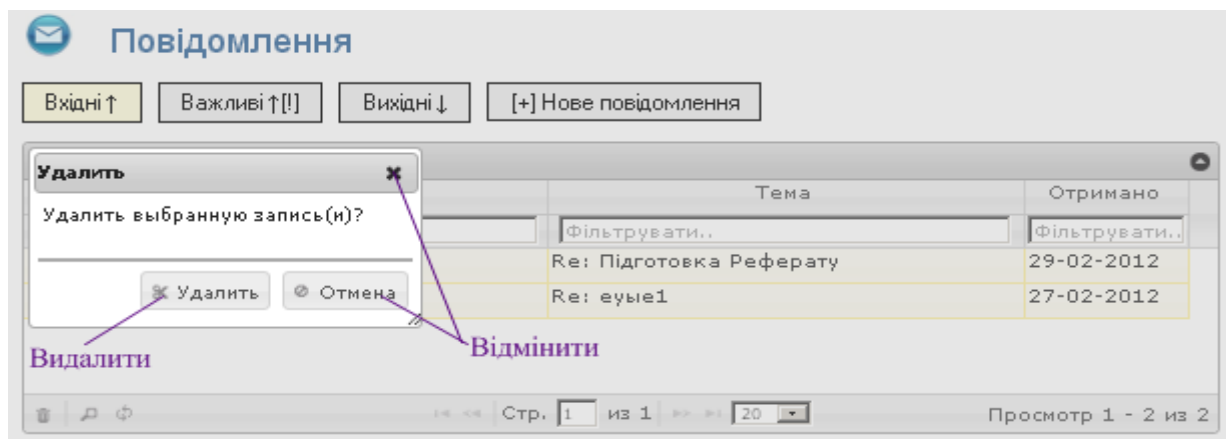 Повідомлення
Вхідні↑ Важливі↑[!] Вихідні↓ [+] Нове повідомлення
Удалить
Тема Отримано
Удалить выбранную запись(и)?
Фільтрувати.. Фільтрувати..
Re: Підготовка Реферату 29-02-2012
Удалить Отмена
Re: еуые1 27-02-2012
Видалити Відмінити
Стр. 1 из 1 20 Просмотр 1 - 2 из 2